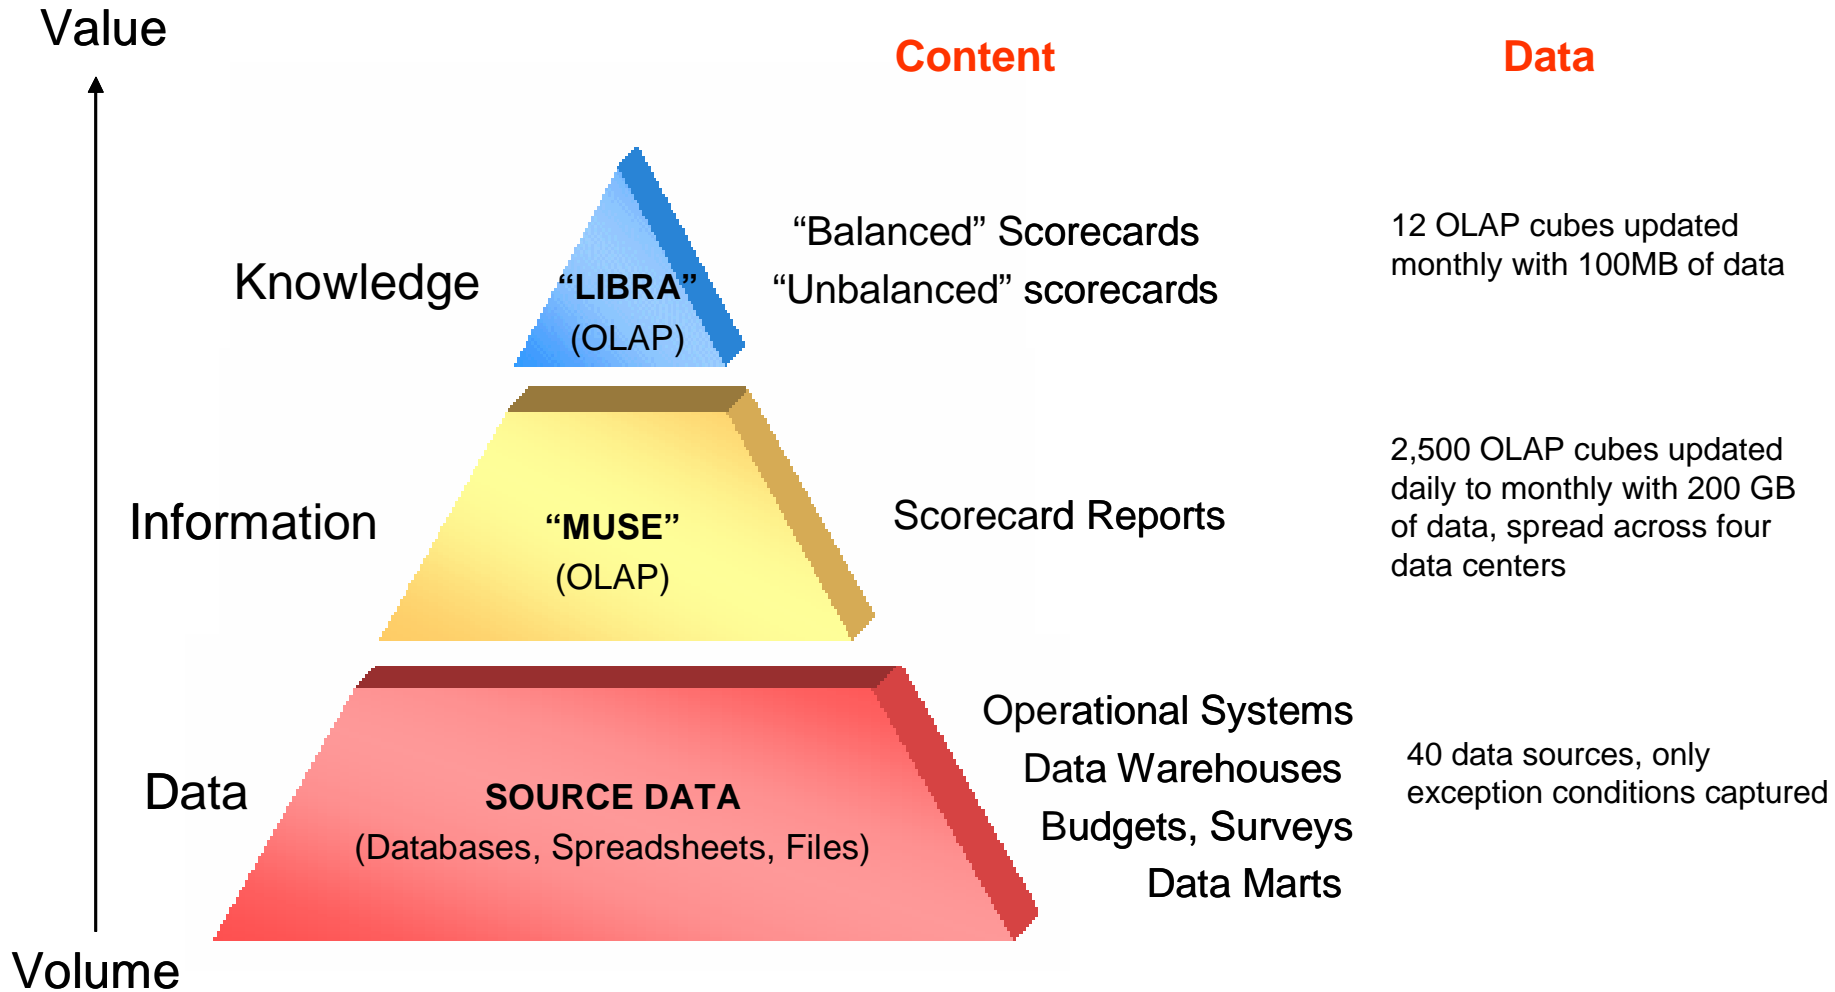 Value
Content
Data
Knowledge
“LIBRA”
(OLAP)
“Balanced” Scorecards
“Unbalanced” scorecards
12 OLAP cubes updated
monthly with 100MB of data
Information
“MUSE”
(OLAP)
Scorecard Reports
2,500 OLAP cubes updated
daily to monthly with 200 GB
of data, spread across four
data centers
Data
SOURCE DATA
(Databases, Spreadsheets, Files)
Operational Systems
Data Warehouses
Budgets, Surveys
Data Marts
40 data sources, only
exception conditions captured
Volume